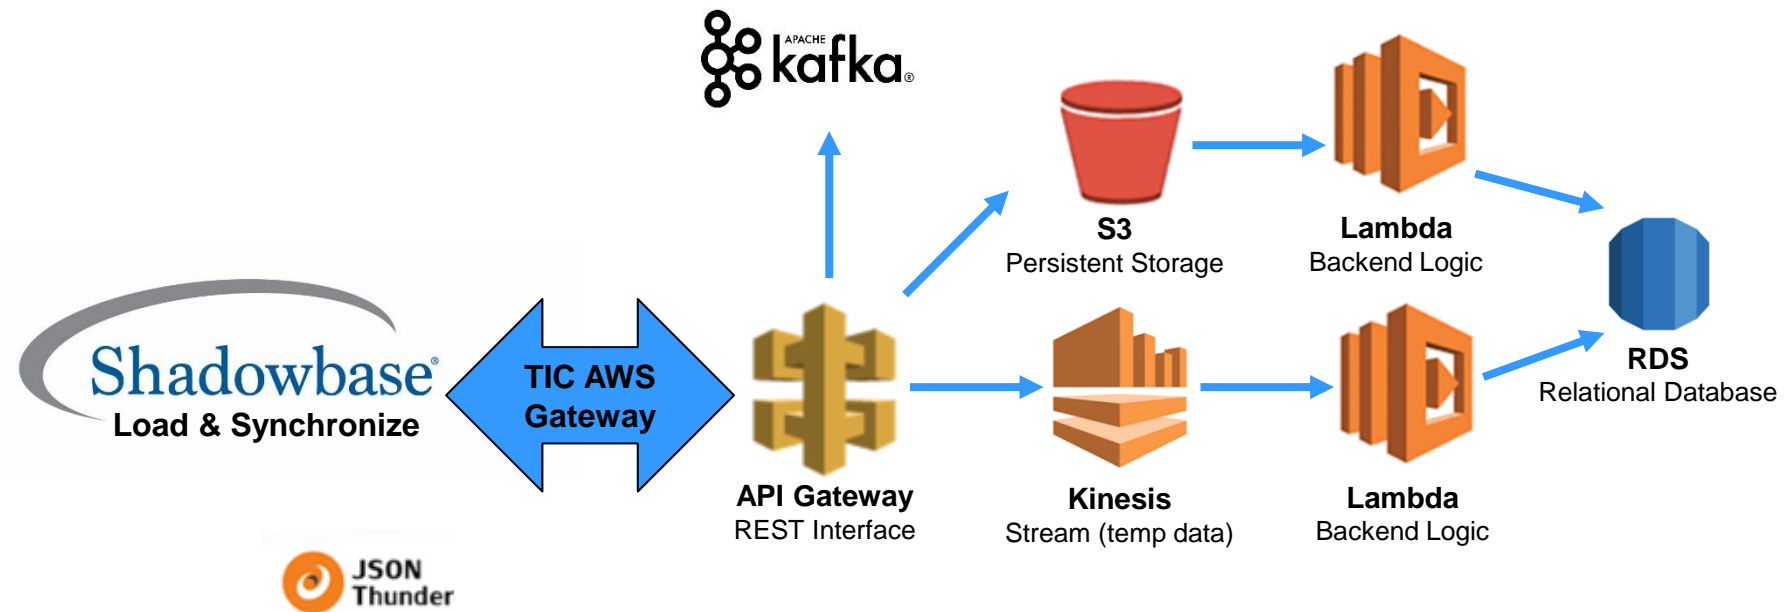 APACHE
kafka®
S3
Persistent Storage
Lambda
Backend Logic
Shadowbase®
Load & Synchronize
TIC AWS
Gateway
API Gateway
REST Interface
Kinesis
Stream (temp data)
Lambda
Backend Logic
RDS
Relational Database
JSON
Thunder